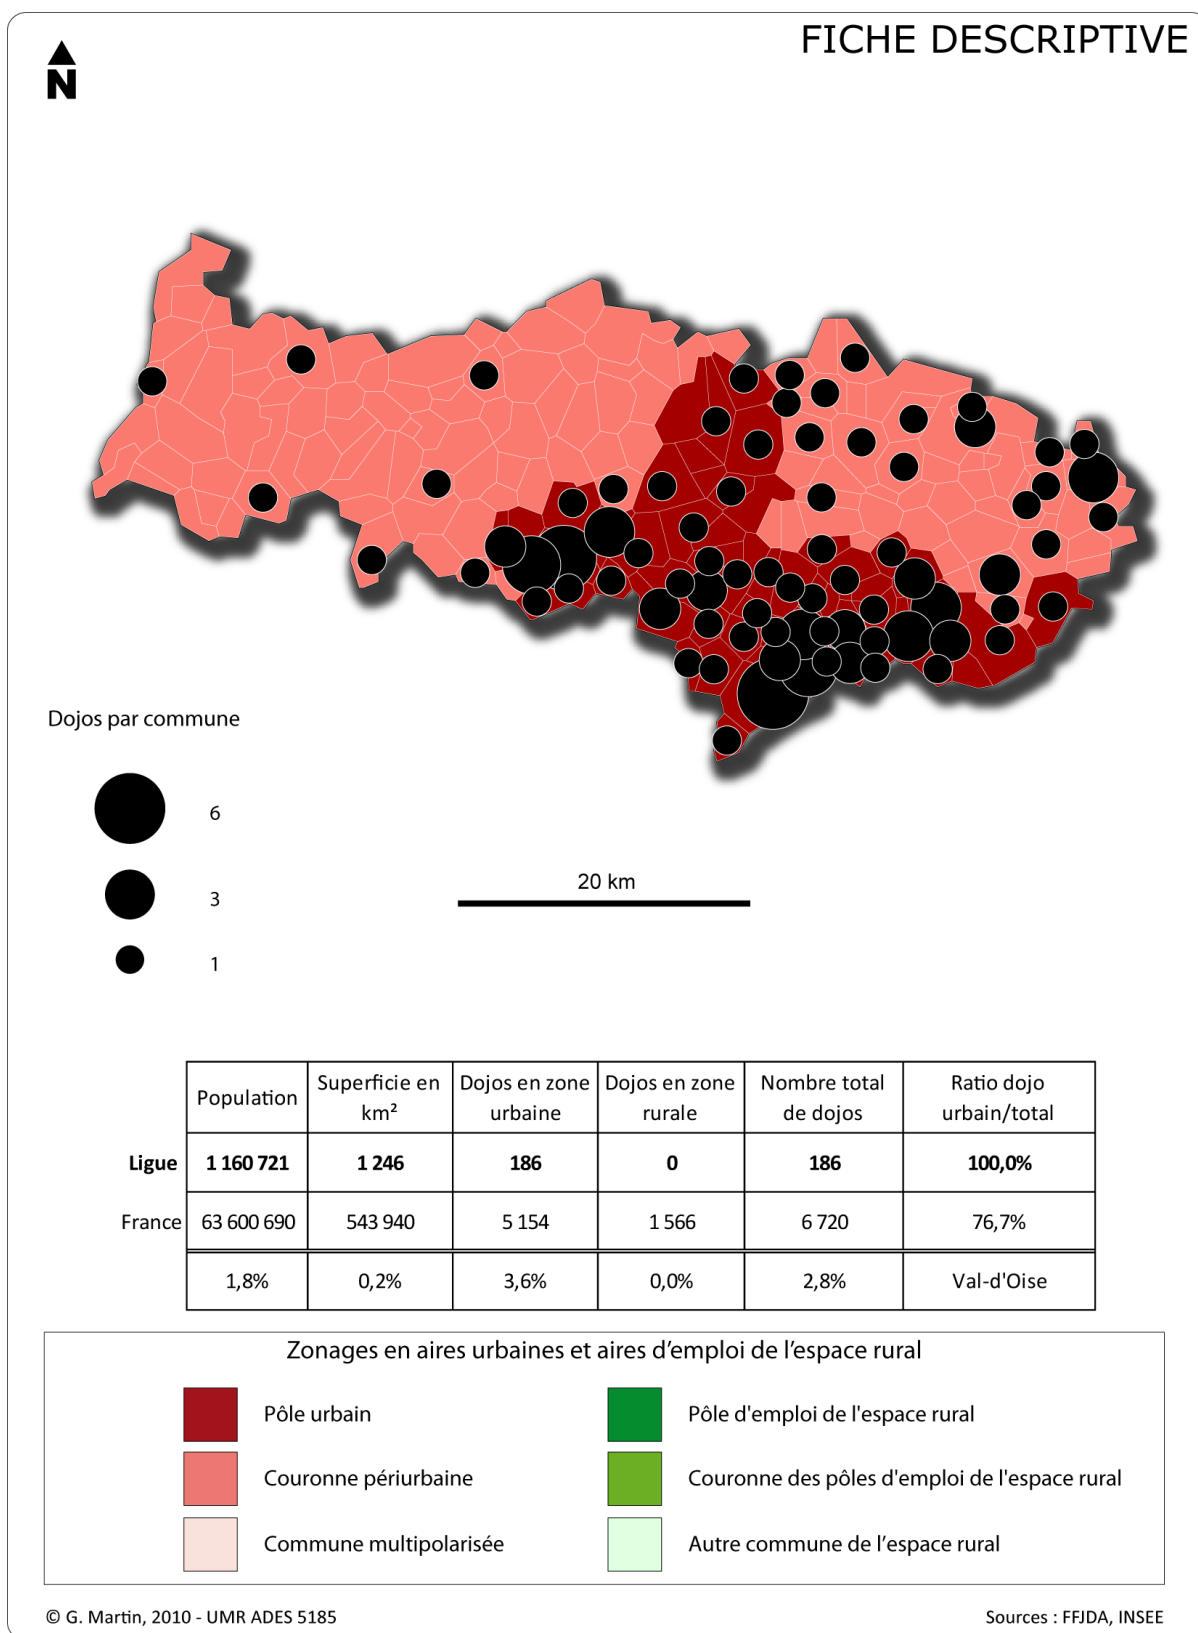 FICHE DESCRIPTIVE
N
Dojos par commune
6
3
1
20 km
Population
Superficie en
km²
Dojos en zone
urbaine
Dojos en zone
rurale
Nombre total
de dojos
Ratio dojo
urbain/total
Ligue 1 160 721 1 246 186 0 186 100,0%
France 63 600 690 543 940 5 154 1 566 6 720 76,7%
1,8% 0,2% 3,6% 0,0% 2,8% Val-d'Oise
Zonages en aires urbaines et aires d’emploi de l’espace rural
Pôle urbain
Pôle d'emploi de l'espace rural
Couronne périurbaine
Couronne des pôles d'emploi de l'espace rural
Commune multipolarisée
Autre commune de l’espace rural
© G. Martin, 2010 - UMR ADES 5185
Sources : FFJDA, INSEE